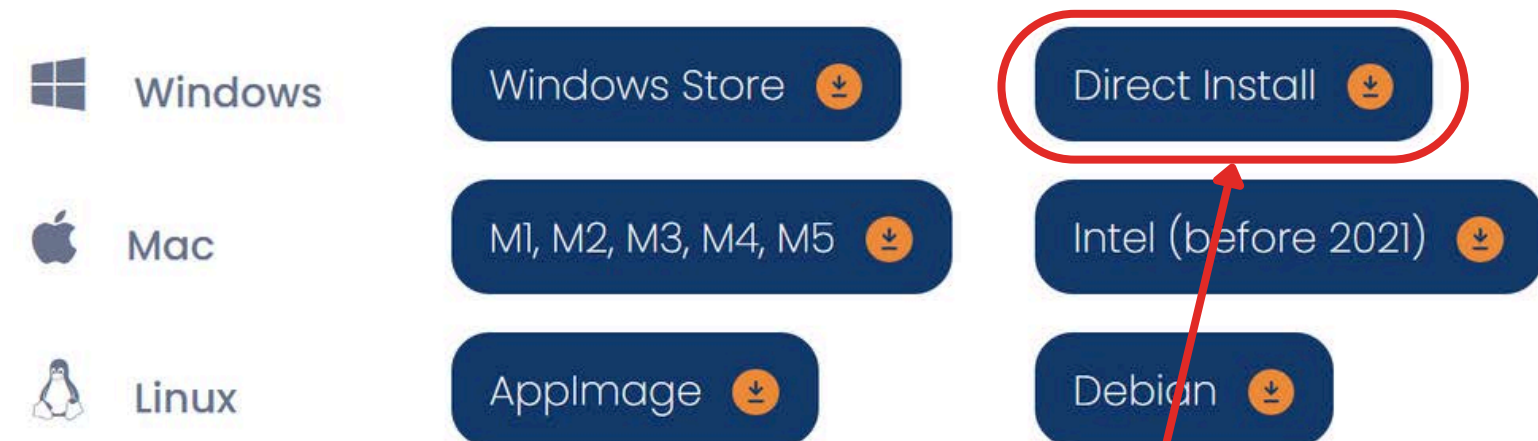 Windows Windows Store Direct Install
Mac M1, M2, M3, M4, M5 Intel (before 2021)
Linux AppImage Debian